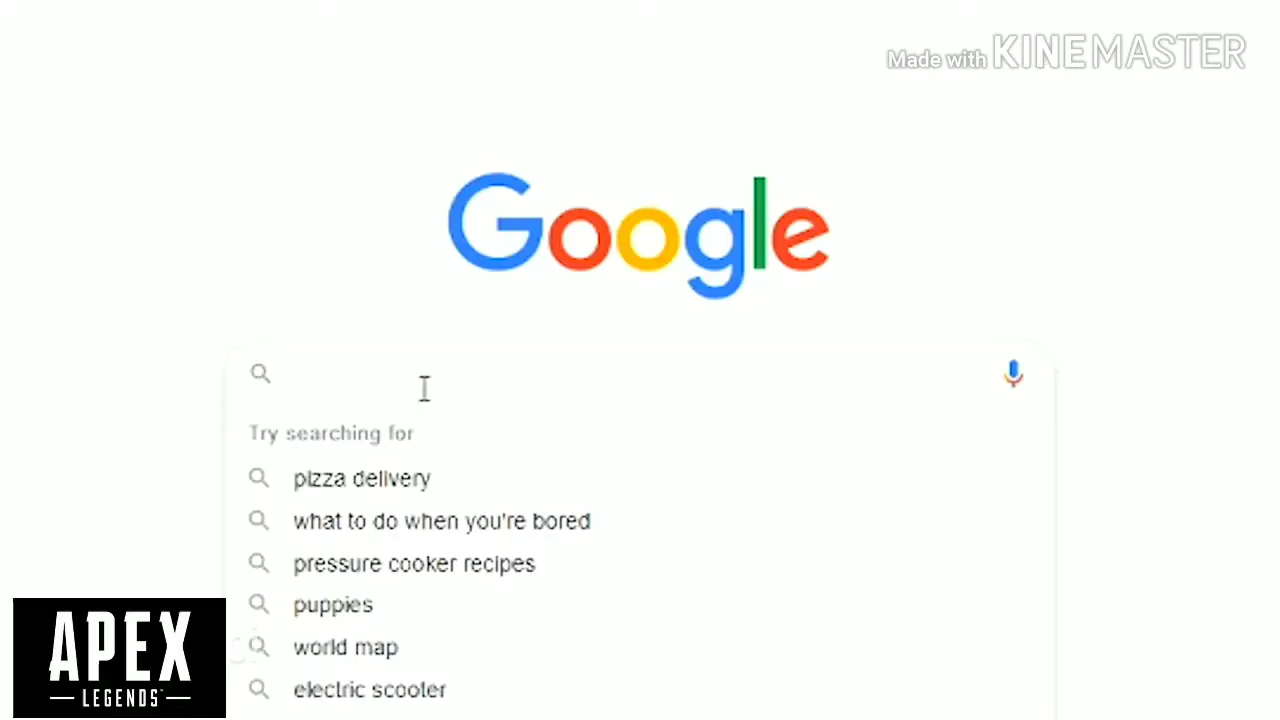 Made with KINEMASTER
Google
Try searching for
pizza delivery
what to do when you're bored
pressure cooker recipes
puppies
world map
electric scooter
APEX
LEGENDS